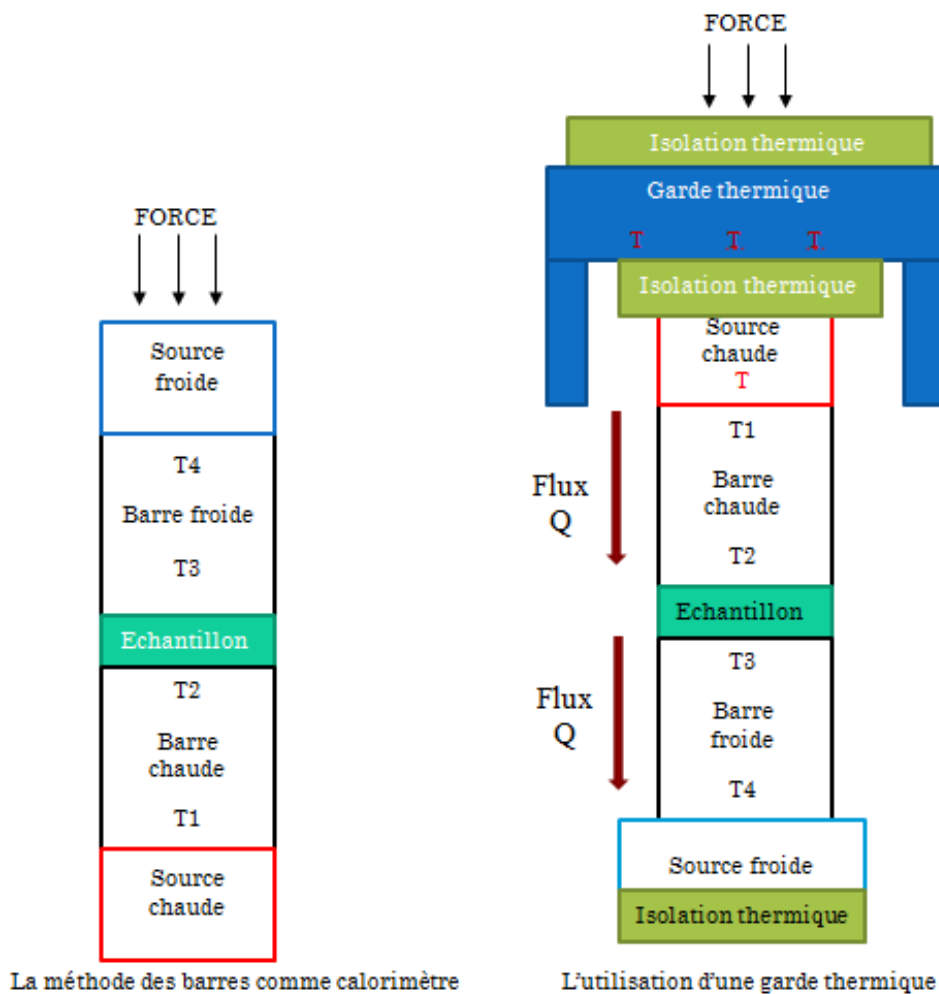 FORCE
Source
froide
T4
Barre froide
T3
Echantillon
T2
Barre
chaude
T1
Source
chaude
La méthode des barres comme calorimètre
FORCE
Isolation thermique
Garde thermique
T T. T.
Isolation thermique
Source
chaude
T
T1
Barre
chaude
T2
Flux
Q
Echantillon
T3
Barre
froide
T4
Flux
Q
Source froide
Isolation thermique
L'utilisation d'une garde thermique